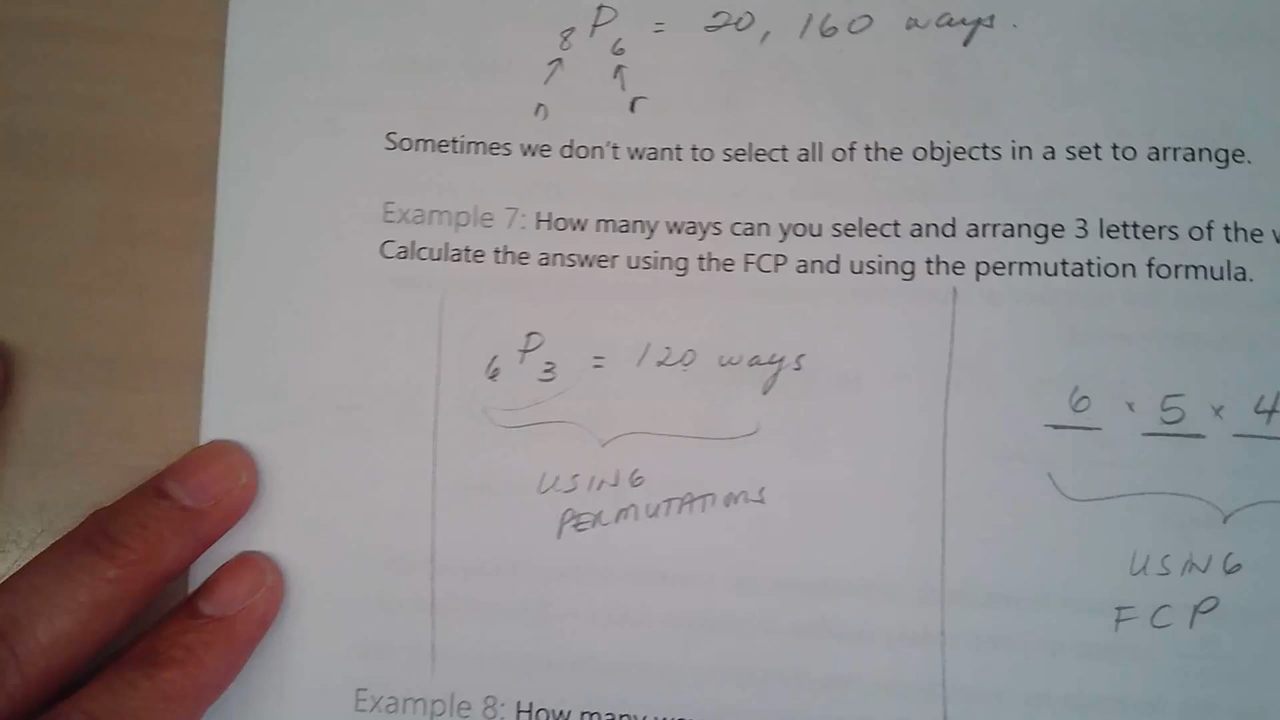 8P6 = 20,160 ways.
n r
Sometimes we don't want to select all of the objects in a set to arrange.
Example 7: How many ways can you select and arrange 3 letters of the
Calculate the answer using the FCP and using the permutation formula.
6P3 = 120 ways
6 × 5 × 4
USING
PERMUTATIONS
USING
FCP
Example 8: How many